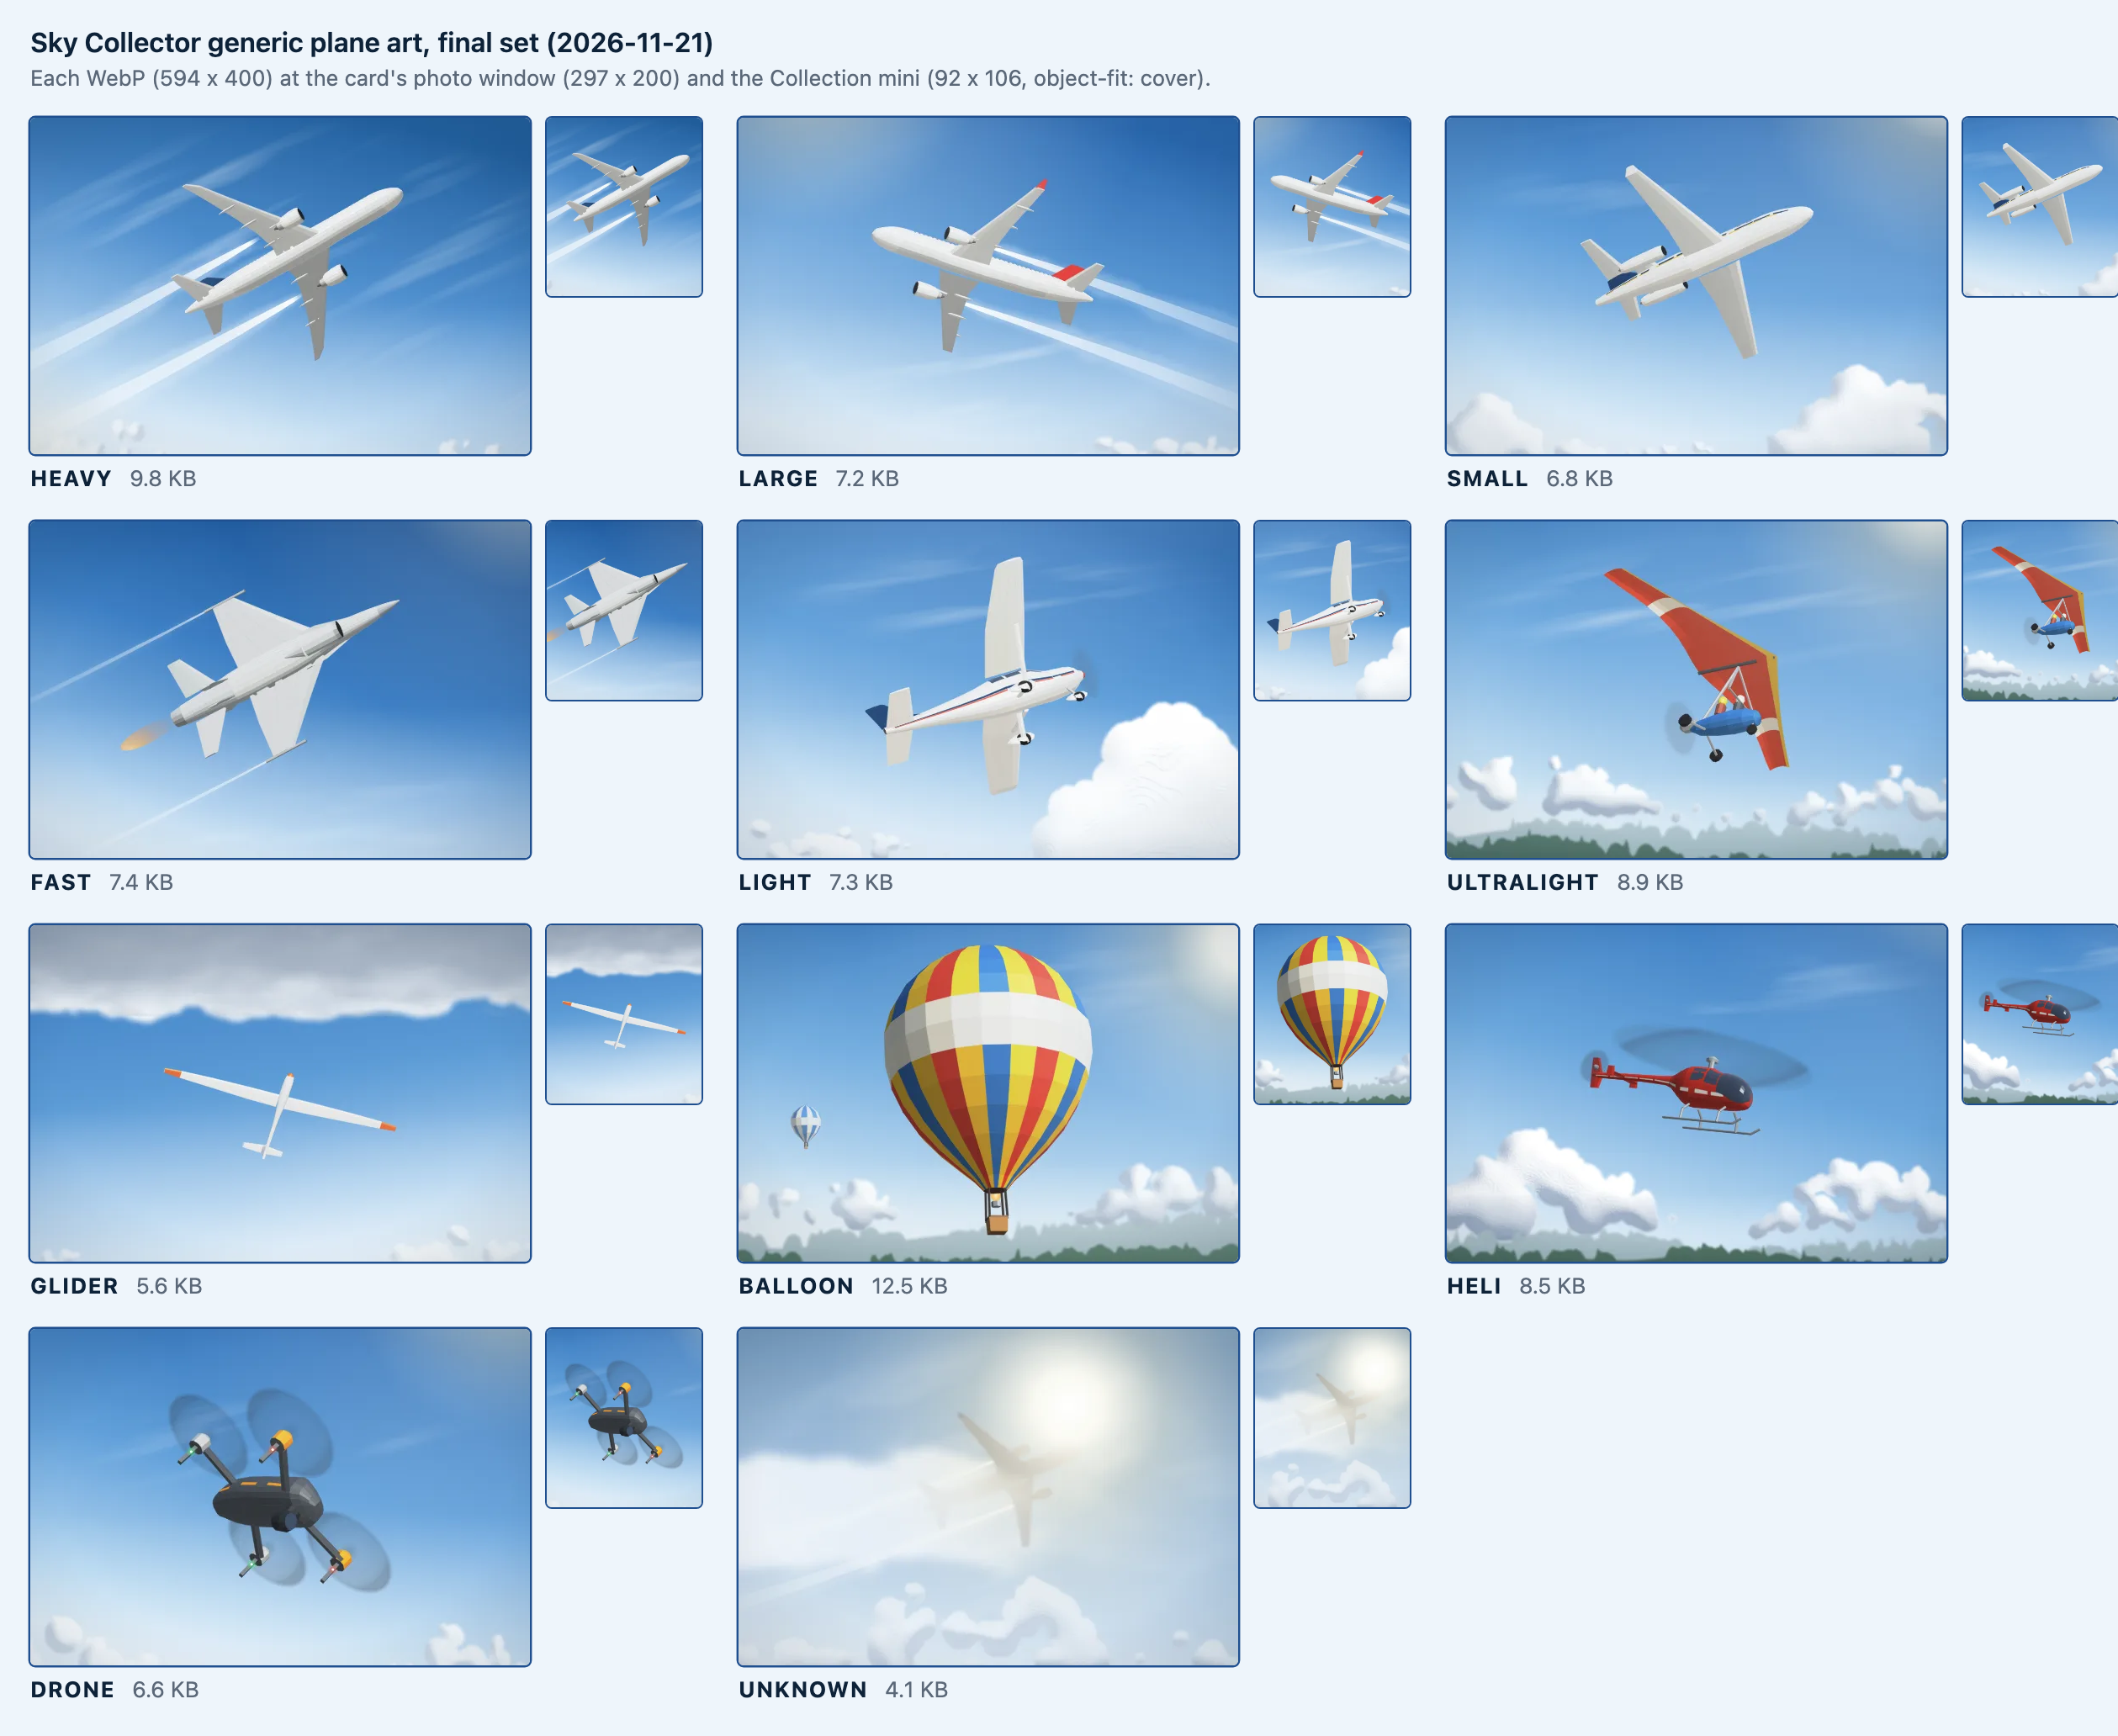 Sky Collector generic plane art, final set (2026-11-21)
Each WebP (594 x 400) at the card's photo window (297 x 200) and the Collection mini (92 x 106, object-fit: cover).
HEAVY 9.8 KB
LARGE 7.2 KB
SMALL 6.8 KB
FAST 7.4 KB
LIGHT 7.3 KB
ULTRALIGHT 8.9 KB
GLIDER 5.6 KB
BALLOON 12.5 KB
HELI 8.5 KB
DRONE 6.6 KB
UNKNOWN 4.1 KB